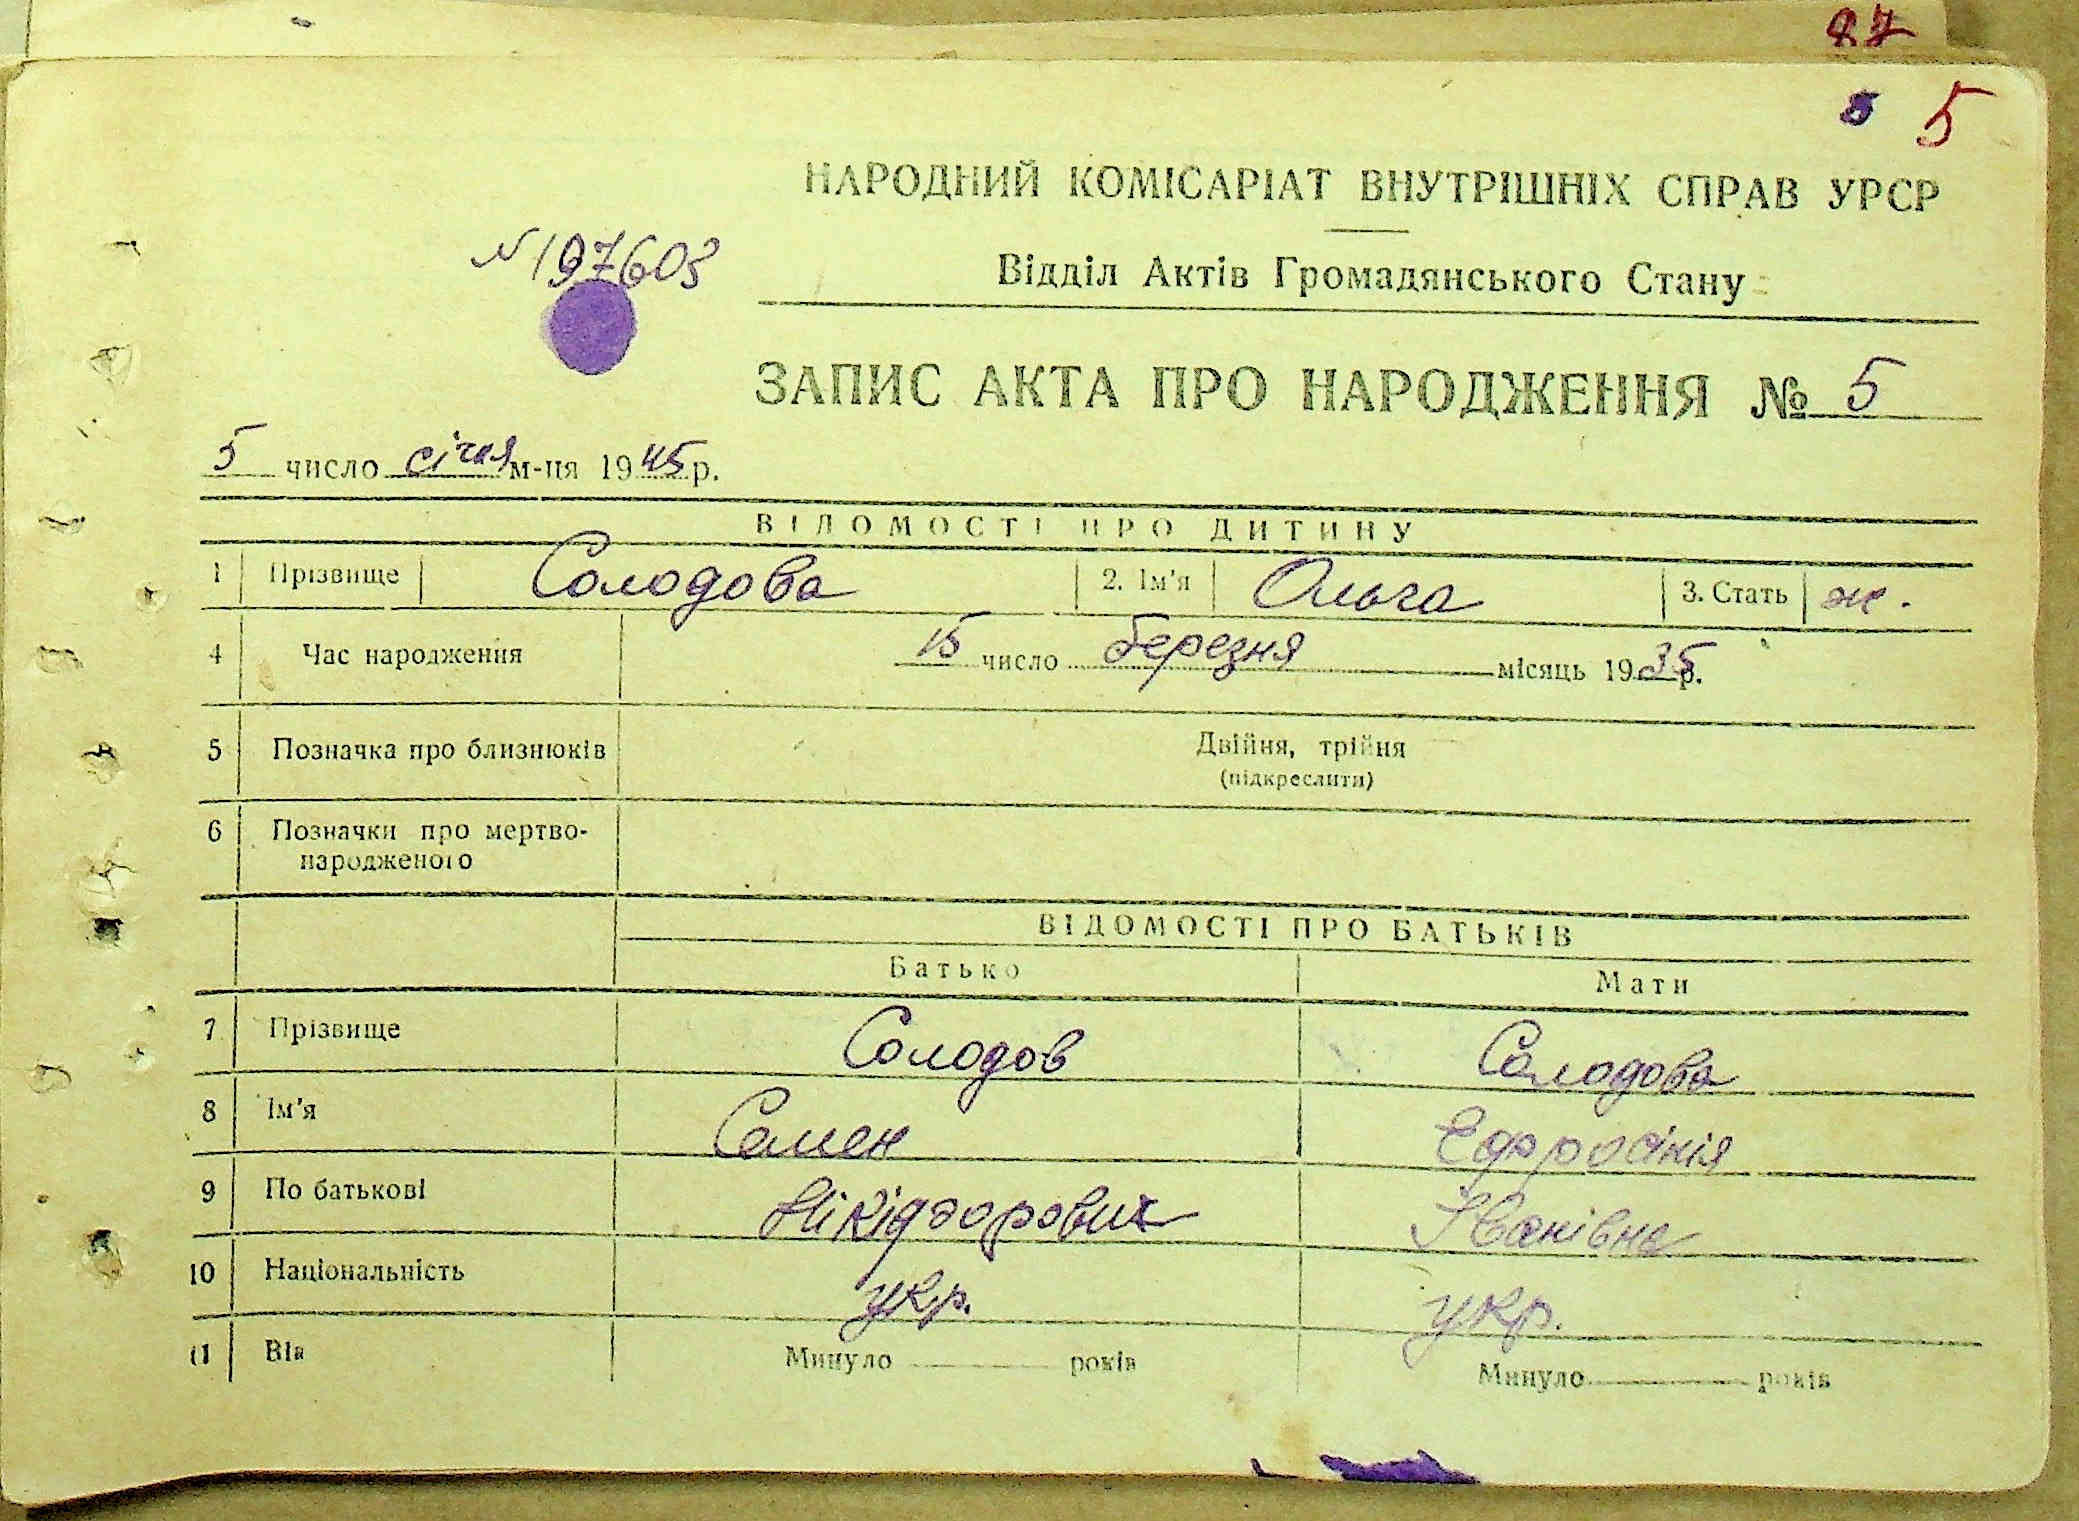 87
5 5
НАРОДНИЙ КОМІСАРІАТ ВНУТРІШНІХ СПРАВ УРСР
№197603
Відділ Актів Громадянського Стану
ЗАПИС АКТА ПРО НАРОДЖЕННЯ № 5
5 число січня м-ця 1945 р.
ВІДОМОСТІ ПРО ДИТИНУ
1 Прізвище Солодова 2. Ім'я Ольга 3. Стать ж.
4 Час народження 15 число березня місяць 1935 р.
5 Позначка про близнюків Двійня, трійня
(підкреслити)
6 Позначки про мертво-
народженого
ВІДОМОСТІ ПРО БАТЬКІВ
Батько Мати
7 Прізвище Солодов Солодова
8 Ім'я Семен Єфросінія
9 По батькові Нікіфорович Іванівна
10 Національність укр. укр.
11 Вік Минуло років Минуло років